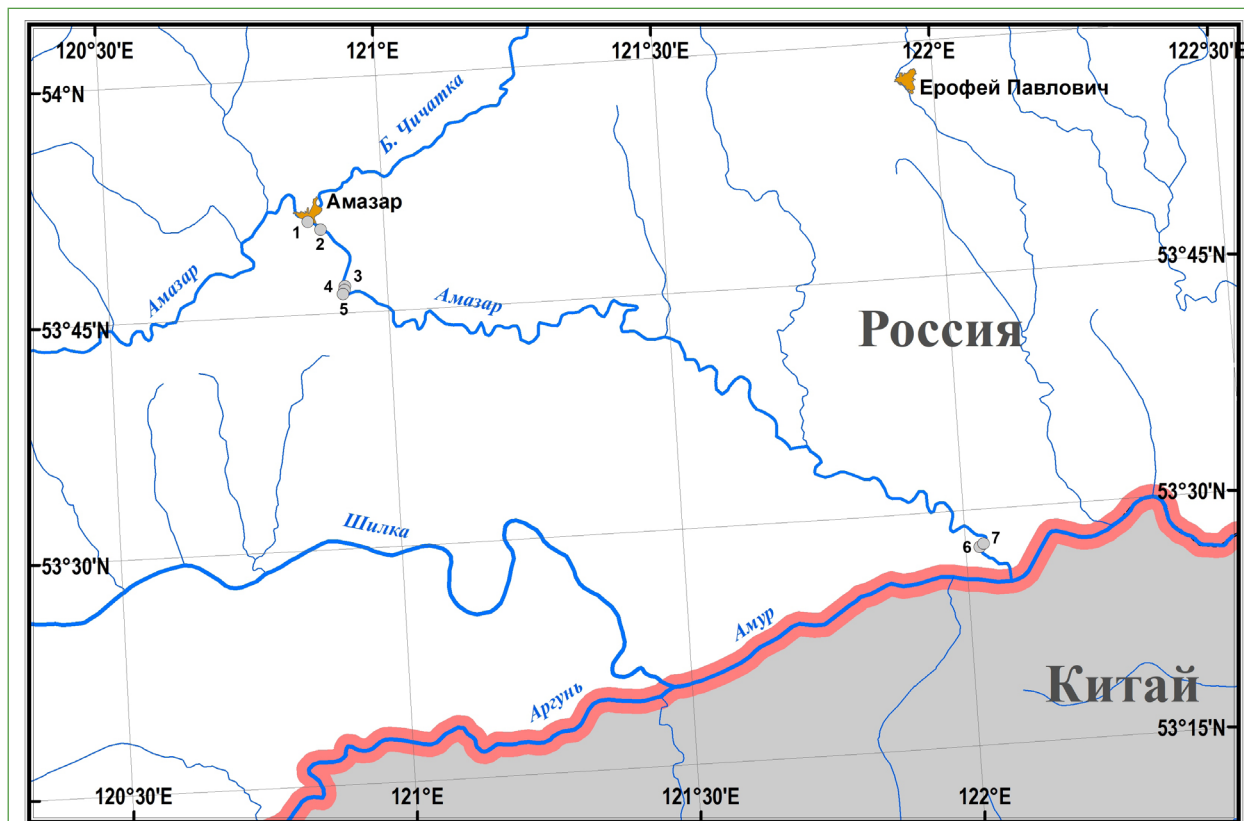 120°30'E 121°E 121°30'E 122°E 122°30'E
54°N
Ерофей Павлович
Б. Чичатка
Амазар
1
2
53°45'N
3
4
5
Амазар
Амазар
53°45'N
Россия
53°30'N
Шилка
7
6
53°30'N
Амур
Китай
Аргунь
53°15'N
120°30'E 121°E 121°30'E 122°E